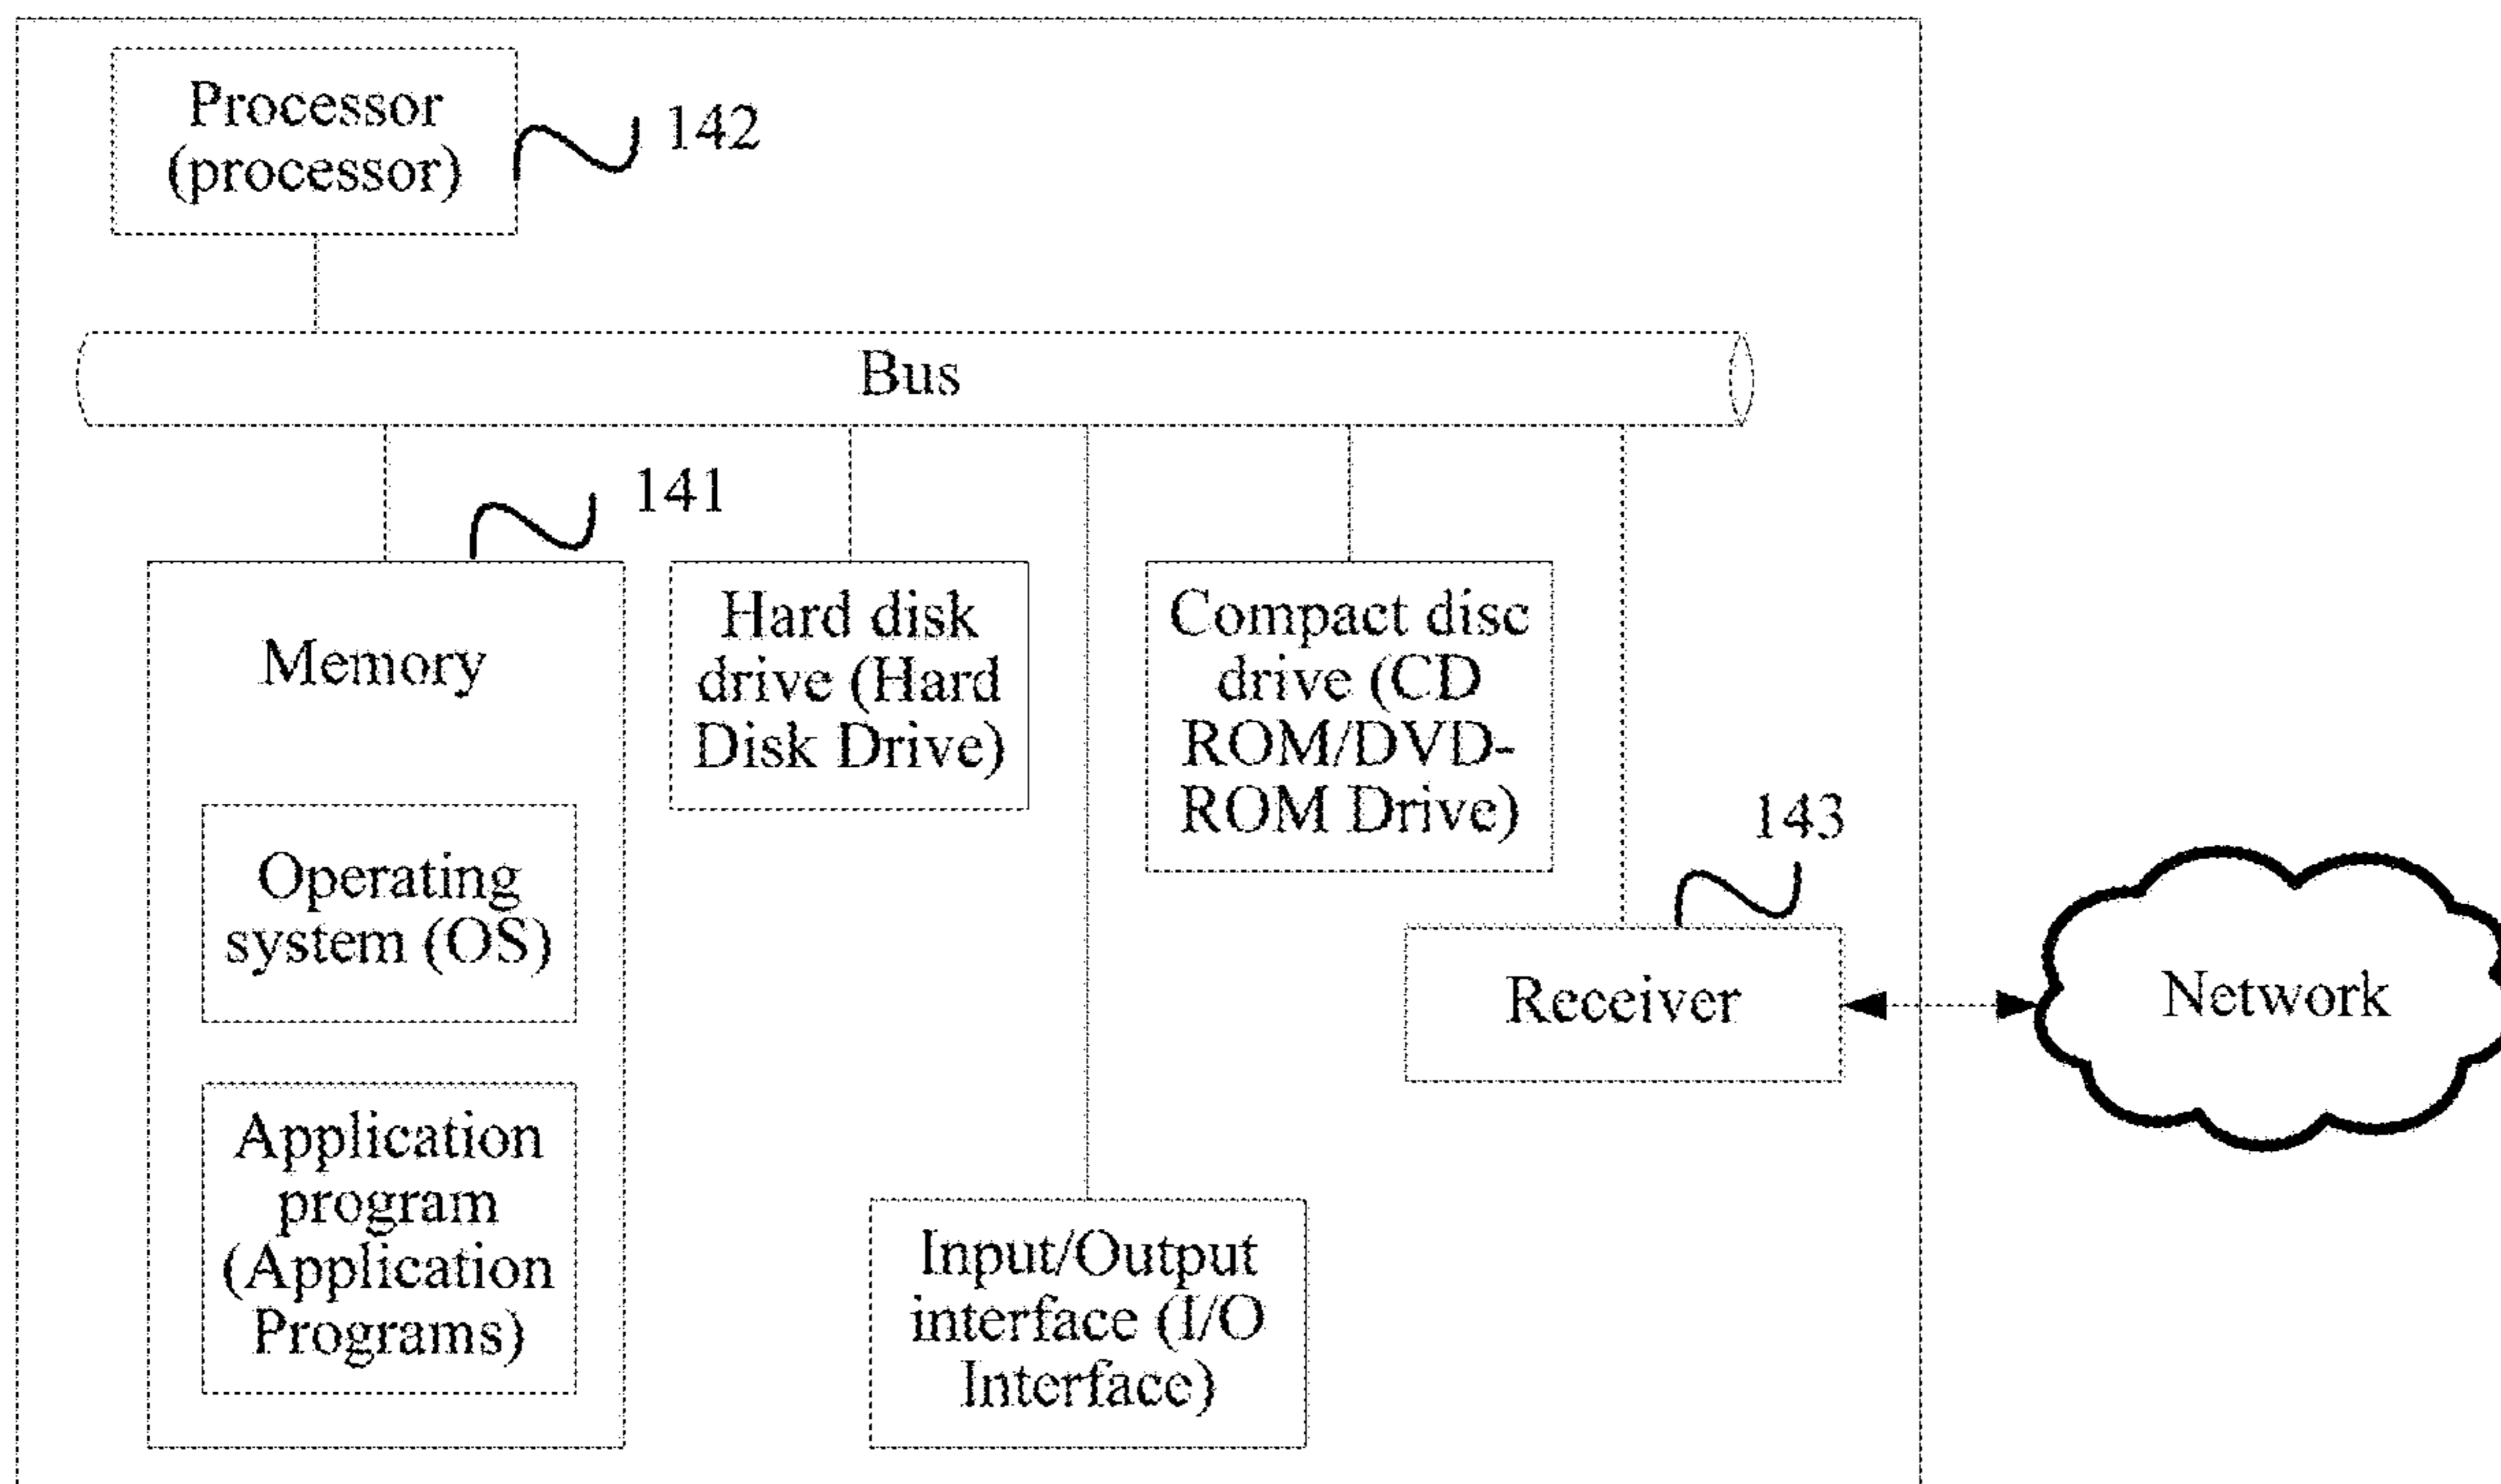 Processor
(processor)
142
Bus
141
Memory
Operating
system (OS)
Application
program
(Application
Programs)
Hard disk
drive (Hard
Disk Drive)
Input/Output
interface (I/O
Interface)
Compact disc
drive (CD
ROM/DVD-
ROM Drive)
143
Receiver
Network